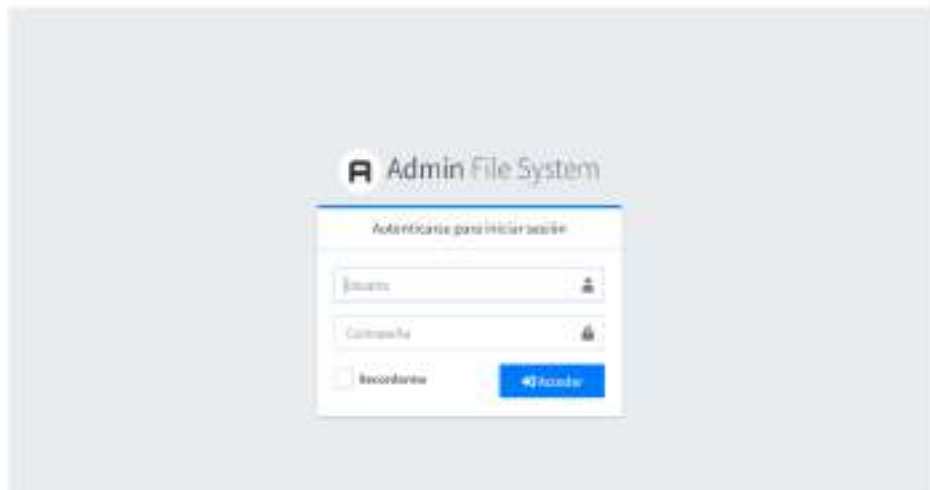 Admin File System
Autenticarse para iniciar sesión
Usuario
Contraseña
Recordarme
Acceder